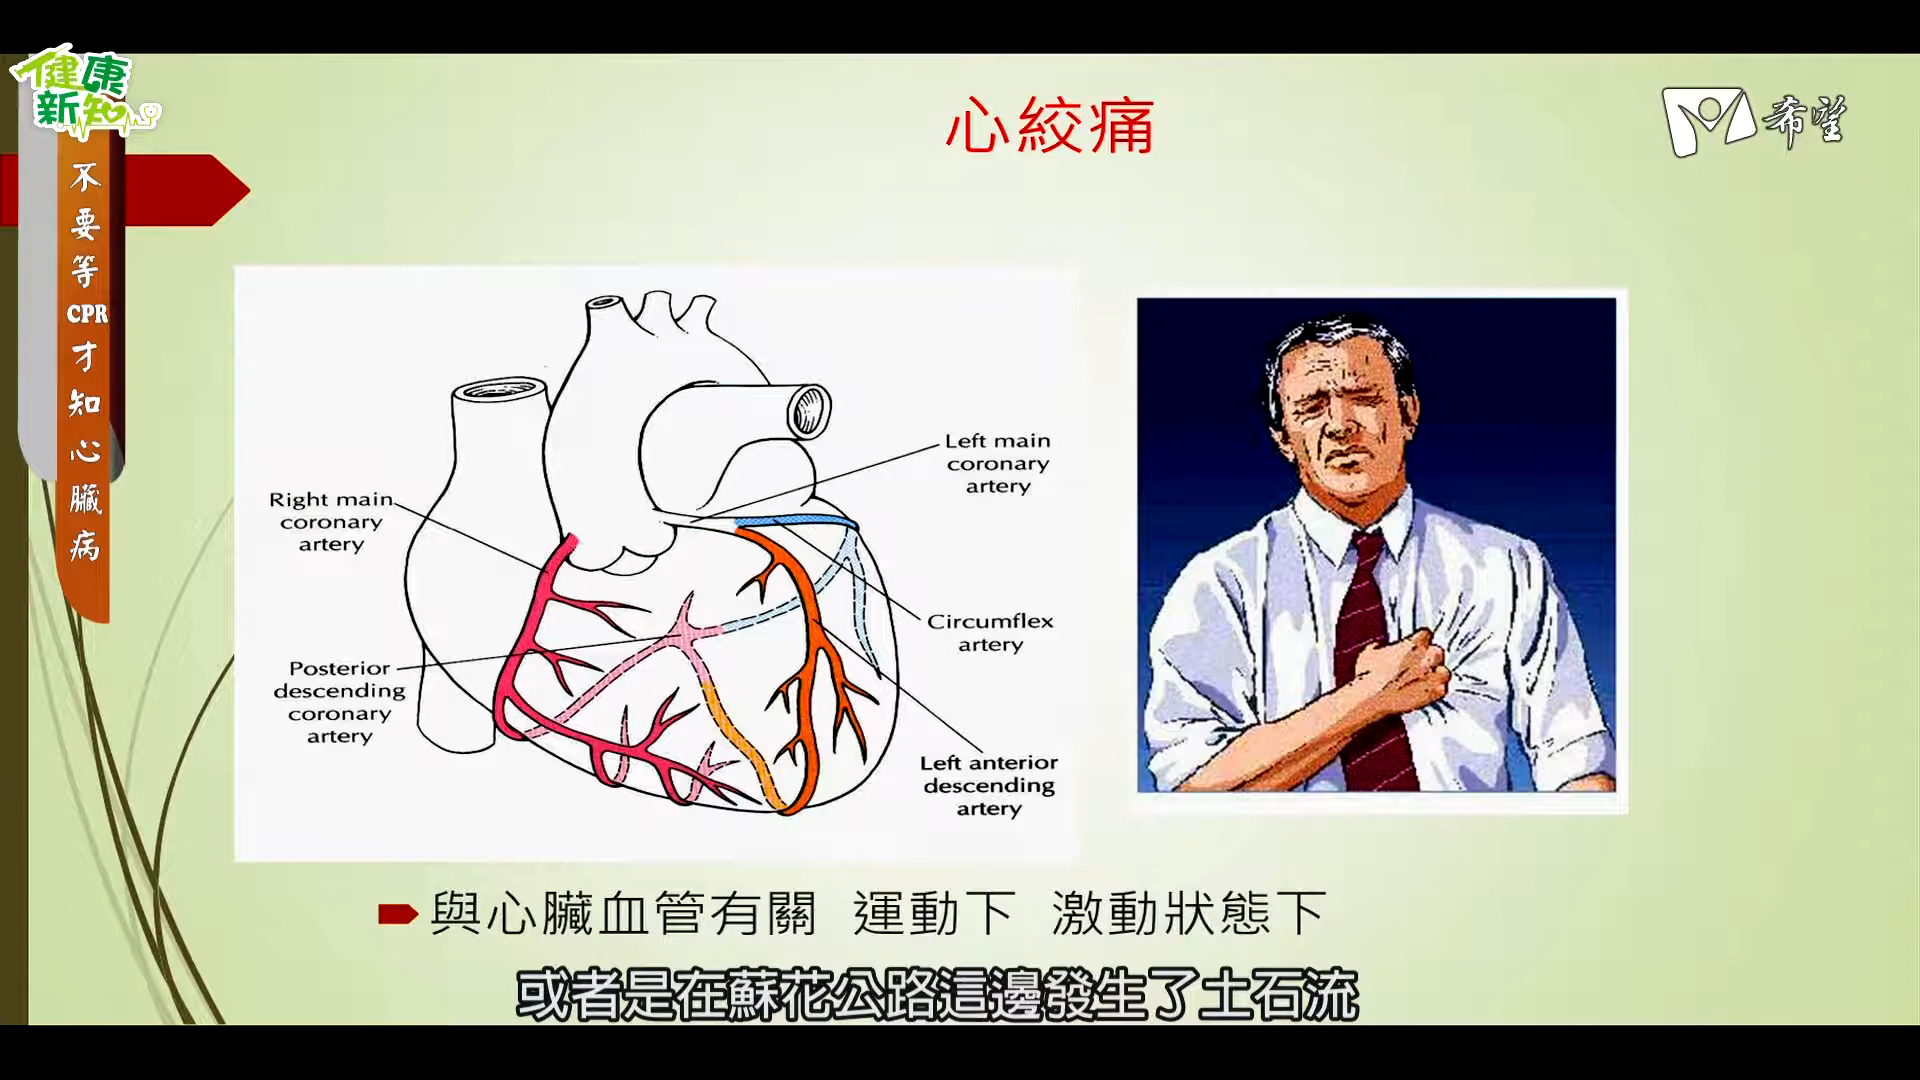 健康
新知
希望
不要等CPR才知心臟病
心絞痛
Left main
coronary
artery
Right main
coronary
artery
Circumflex
artery
Posterior
descending
coronary
artery
Left anterior
descending
artery
與心臟血管有關 運動下 激動狀態下
或者是在蘇花公路這邊發生了土石流